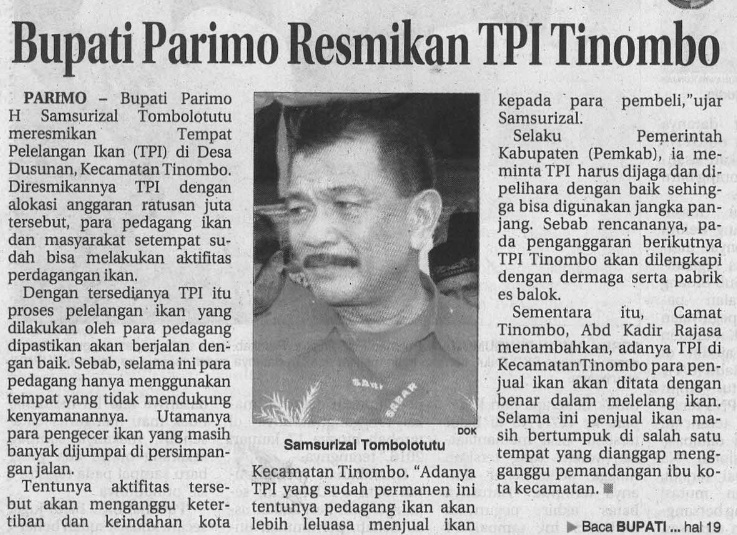 Bupati Parimo Resmikan TPI Tinombo
PARIMO – Bupati Parimo
H Samsurizal Tombolotutu
meresmikan Tempat
Pelelangan Ikan (TPI) di Desa
Dusunan, Kecamatan Tinombo.
Diresmikannya TPI dengan
alokasi anggaran ratusan juta
tersebut, para pedagang ikan
dan masyarakat setempat su-
dah bisa melakukan aktifitas
perdagangan ikan.
Dengan tersedianya TPI itu
proses pelelangan ikan yang
dilakukan oleh para pedagang
dipastikan akan berjalan den-
gan baik. Sebab, selama ini para
pedagang hanya menggunakan
tempat yang tidak mendukung
kenyamanannya. Utamanya
para pengecer ikan yang masih
banyak dijumpai di persimpan-
gan jalan.
Tentunya aktifitas terse-
but akan menganggu keter-
tiban dan keindahan kota
SABAR
DOK
Samsurizal Tombolotutu
Kecamatan Tinombo. “Adanya
TPI yang sudah permanen ini
tentunya pedagang ikan akan
lebih leluasa menjual ikan
kepada para pembeli,”ujar
Samsurizal.
Selaku Pemerintah
Kabupaten (Pemkab), ia me-
minta TPI harus dijaga dan di-
pelihara dengan baik sehing-
ga bisa digunakan jangka pan-
jang. Sebab rencananya, pa-
da penganggaran berikutnya
TPI Tinombo akan dilengkapi
dengan dermaga serta pabrik
es balok.
Sementara itu, Camat
Tinombo, Abd Kadir Rajasa
menambahkan, adanya TPI di
Kecamatan Tinombo para pen-
jual ikan akan ditata dengan
benar dalam melelang ikan.
Selama ini penjual ikan ma-
sih bertumpuk di salah satu
tempat yang dianggap meng-
ganggu pemandangan ibu ko-
ta kecamatan.
Baca BUPATI ... hal 19